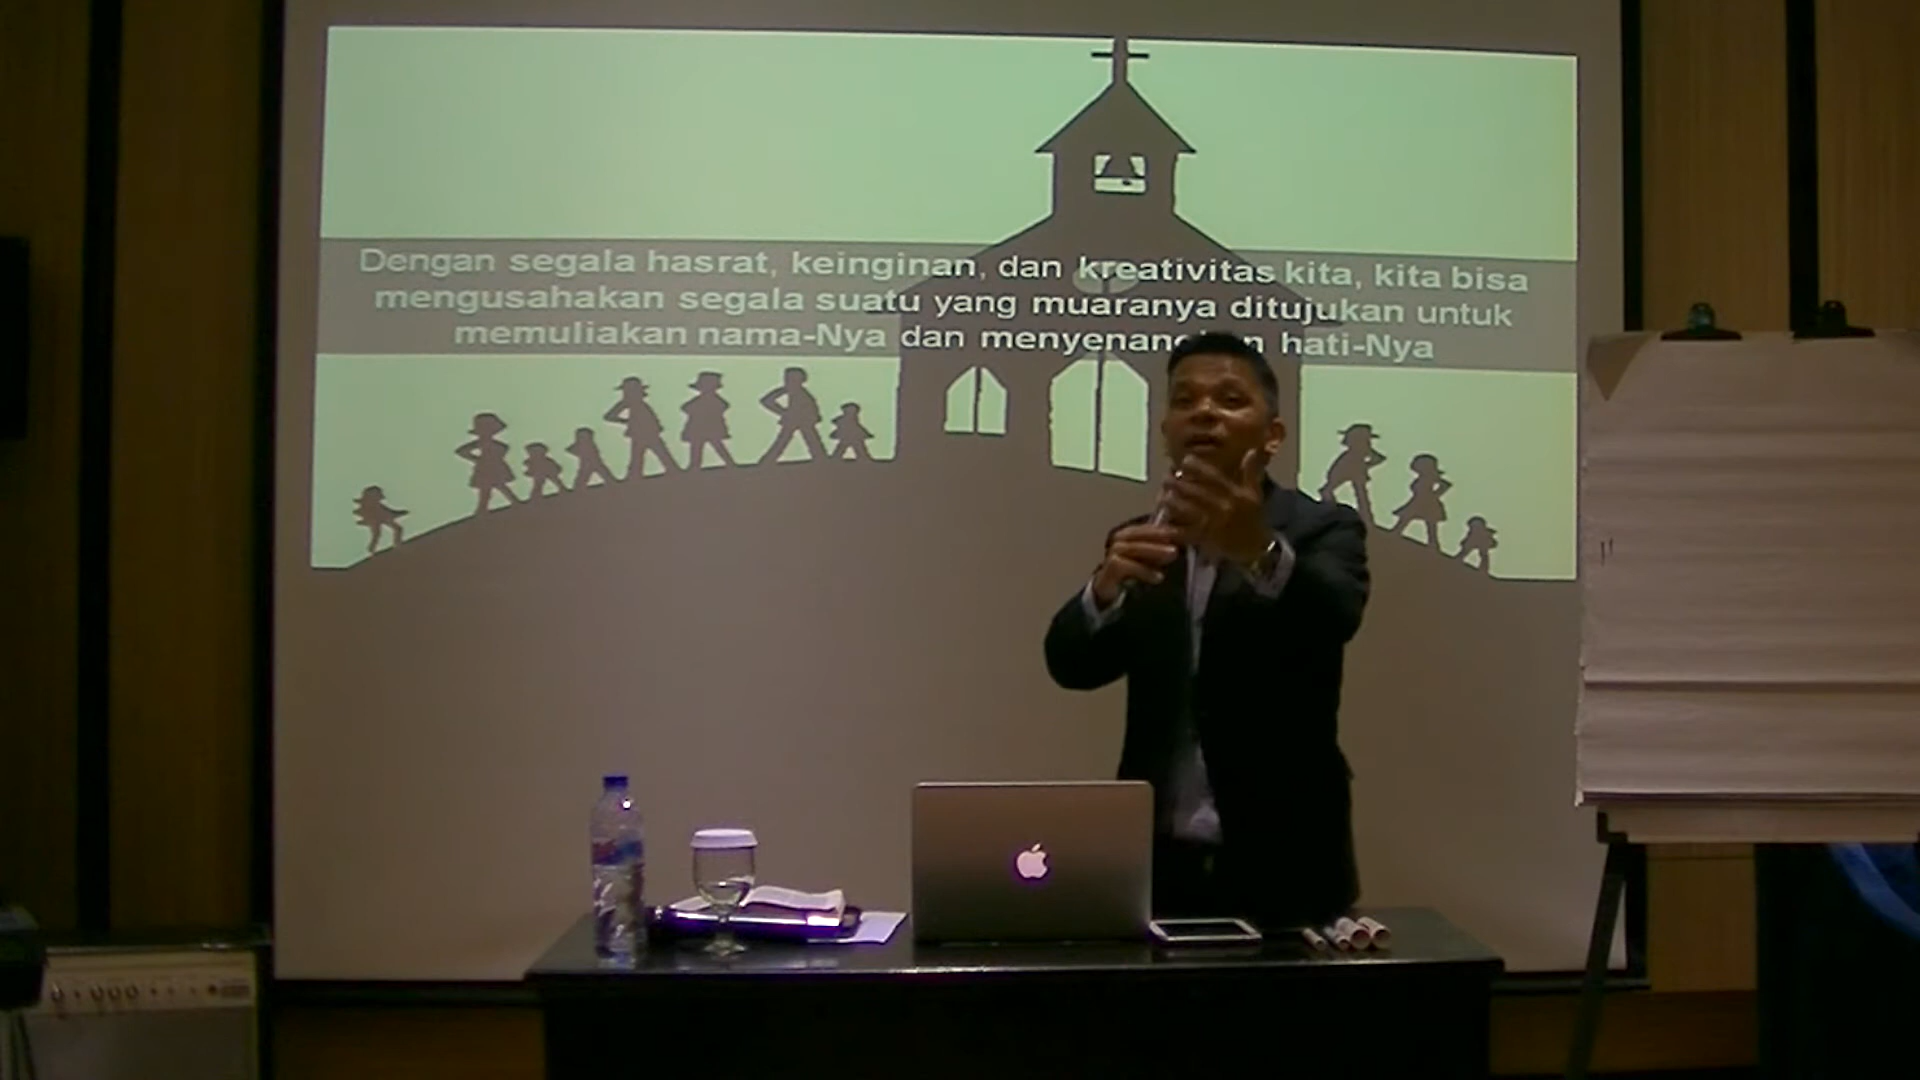 Dengan segala hasrat, keinginan, dan kreativitas kita, kita bisa
mengusahakan segala suatu yang muaranya ditujukan untuk
memuliakan nama-Nya dan menyenangkan hati-Nya